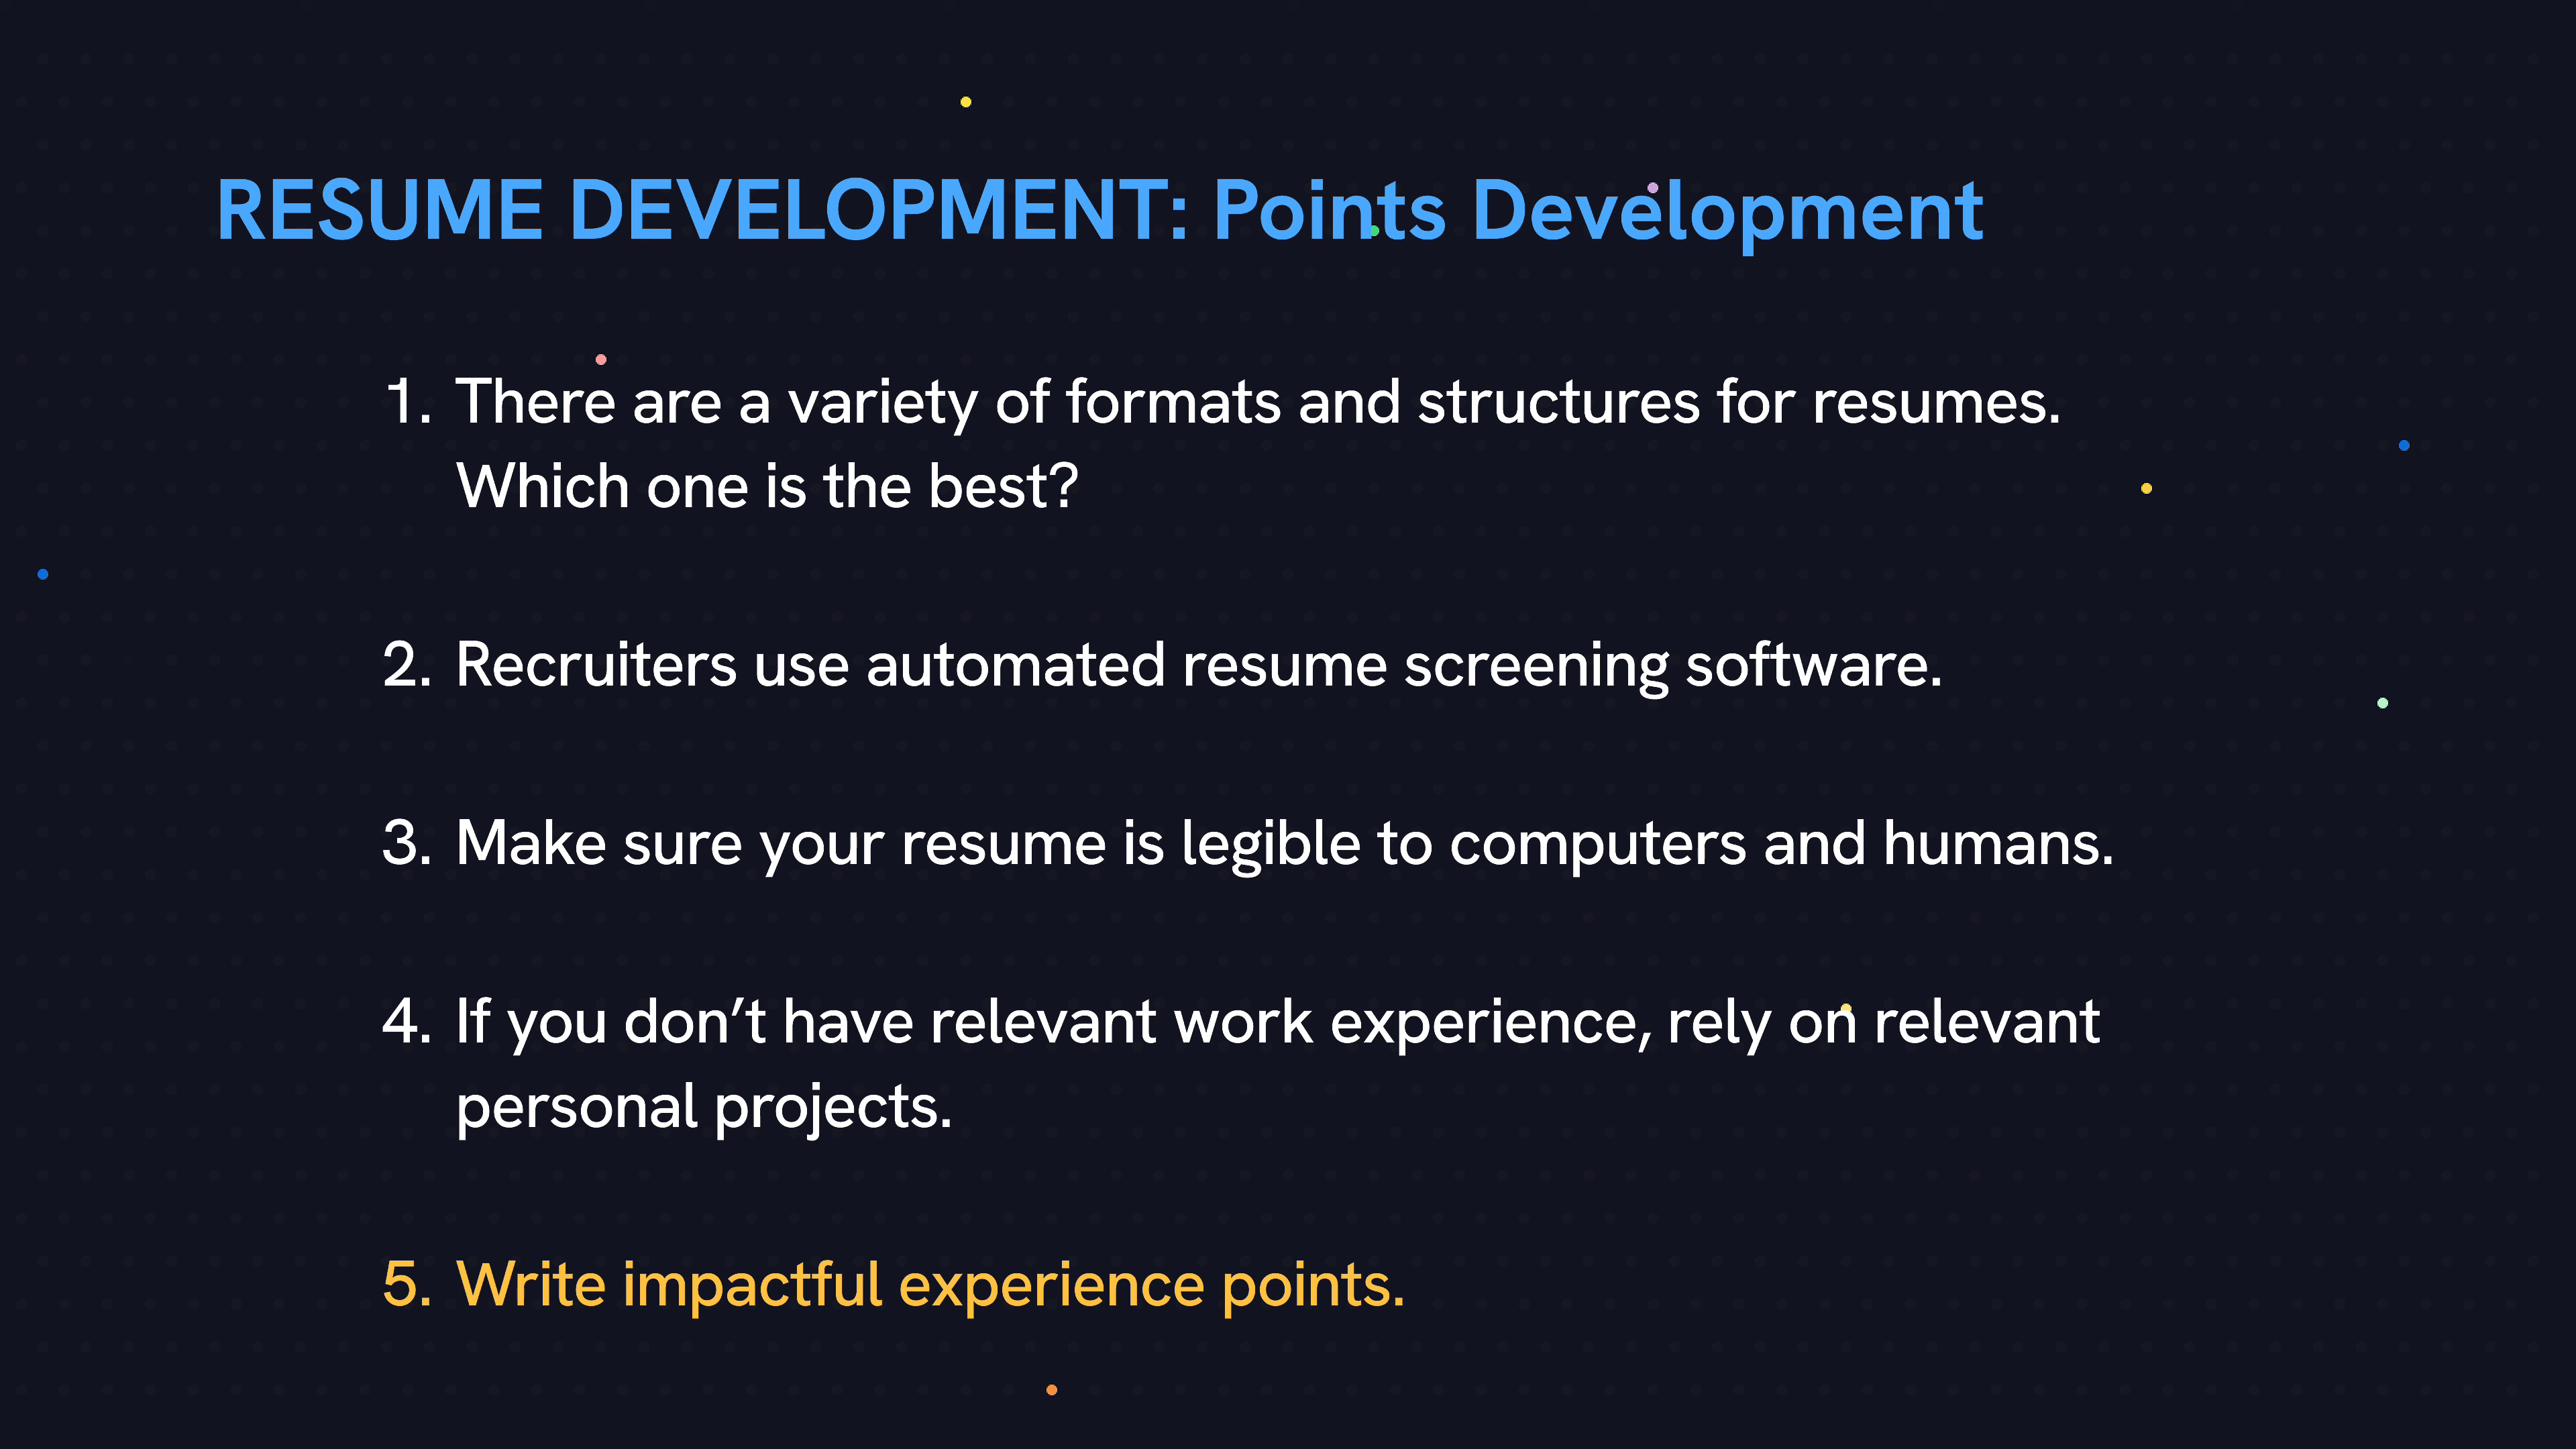 RESUME DEVELOPMENT: Points Development
1. There are a variety of formats and structures for resumes.
Which one is the best?
2. Recruiters use automated resume screening software.
3. Make sure your resume is legible to computers and humans.
4. If you don’t have relevant work experience, rely on relevant
personal projects.
5. Write impactful experience points.